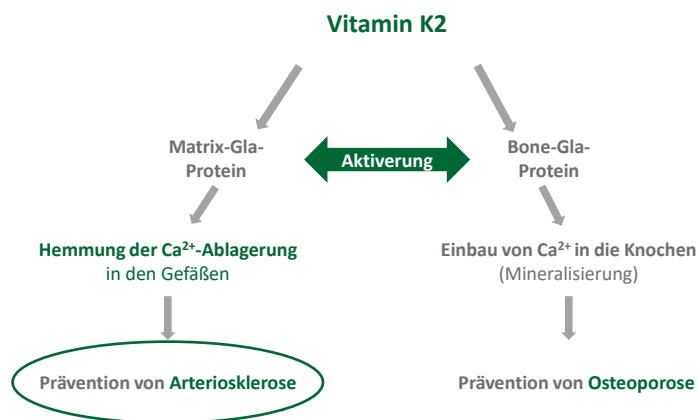 Vitamin K2
Matrix-Gla-
Protein
Aktiverung
Bone-Gla-
Protein
Hemmung der Ca²⁺-Ablagerung
in den Gefäßen
Einbau von Ca²⁺ in die Knochen
(Mineralisierung)
Prävention von Arteriosklerose
Prävention von Osteoporose